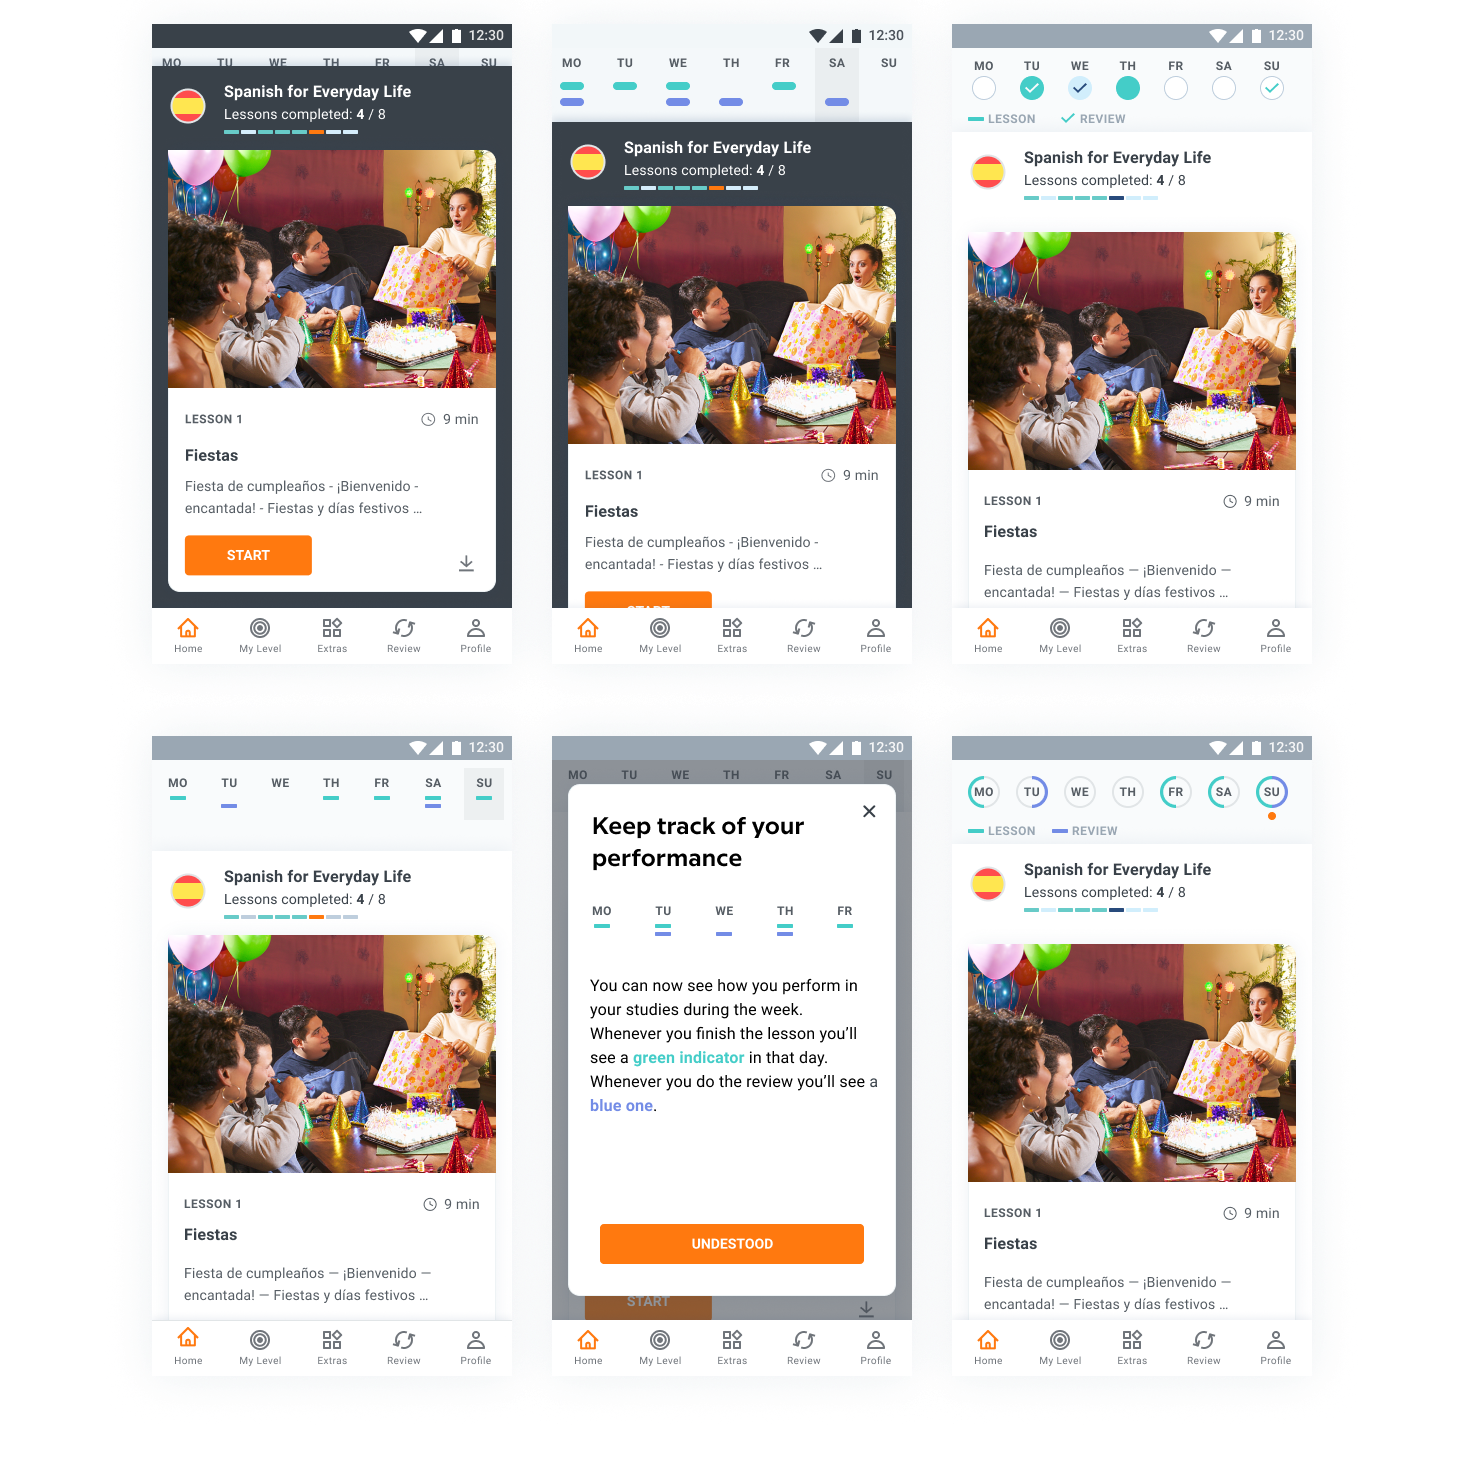 12:30
MO TU WE TH FR SA SU
Spanish for Everyday Life
Lessons completed: 4 / 8
LESSON 1 9 min
Fiestas
Fiesta de cumpleaños - ¡Bienvenido -
encantada! - Fiestas y días festivos ...
START
Home My Level Extras Review Profile
12:30
MO TU WE TH FR SA SU
Spanish for Everyday Life
Lessons completed: 4 / 8
LESSON 1 9 min
Fiestas
Fiesta de cumpleaños - ¡Bienvenido -
encantada! - Fiestas y días festivos ...
START
Home My Level Extras Review Profile
12:30
MO TU WE TH FR SA SU
LESSON REVIEW
Spanish for Everyday Life
Lessons completed: 4 / 8
LESSON 1 9 min
Fiestas
Fiesta de cumpleaños — ¡Bienvenido —
encantada! — Fiestas y días festivos ...
Home My Level Extras Review Profile
12:30
MO TU WE TH FR SA SU
Spanish for Everyday Life
Lessons completed: 4 / 8
LESSON 1 9 min
Fiestas
Fiesta de cumpleaños — ¡Bienvenido —
encantada! — Fiestas y días festivos ...
Home My Level Extras Review Profile
12:30
MO TU WE TH FR SA SU
Keep track of your
performance
MO TU WE TH FR
You can now see how you perform in
your studies during the week.
Whenever you finish the lesson you'll
see a green indicator in that day.
Whenever you do the review you'll see a
blue one.
UNDESTOOD
START
Home My Level Extras Review Profile
12:30
MO TU WE TH FR SA SU
LESSON REVIEW
Spanish for Everyday Life
Lessons completed: 4 / 8
LESSON 1 9 min
Fiestas
Fiesta de cumpleaños — ¡Bienvenido —
encantada! — Fiestas y días festivos ...
Home My Level Extras Review Profile